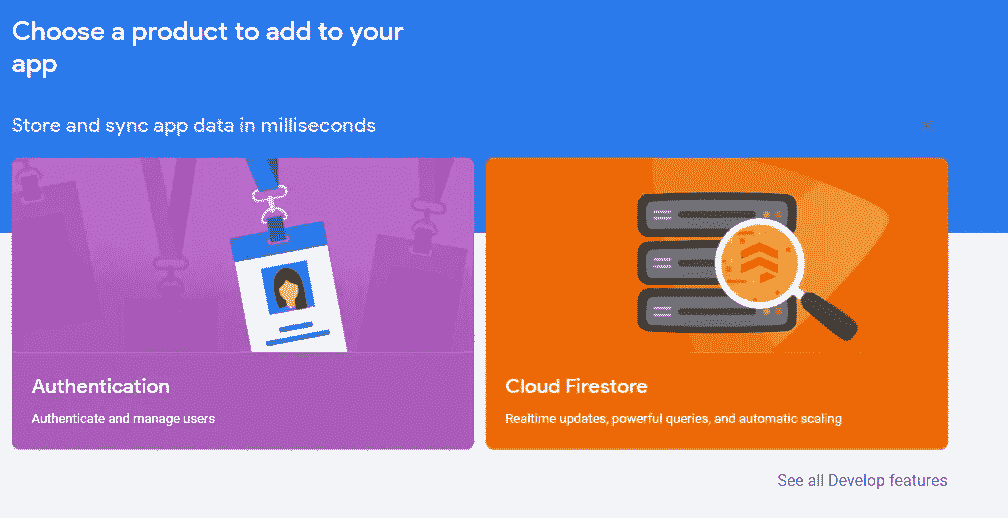 Choose a product to add to your
app
Store and sync app data in milliseconds
Authentication
Authenticate and manage users
Cloud Firestore
Realtime updates, powerful queries, and automatic scaling
See all Develop features